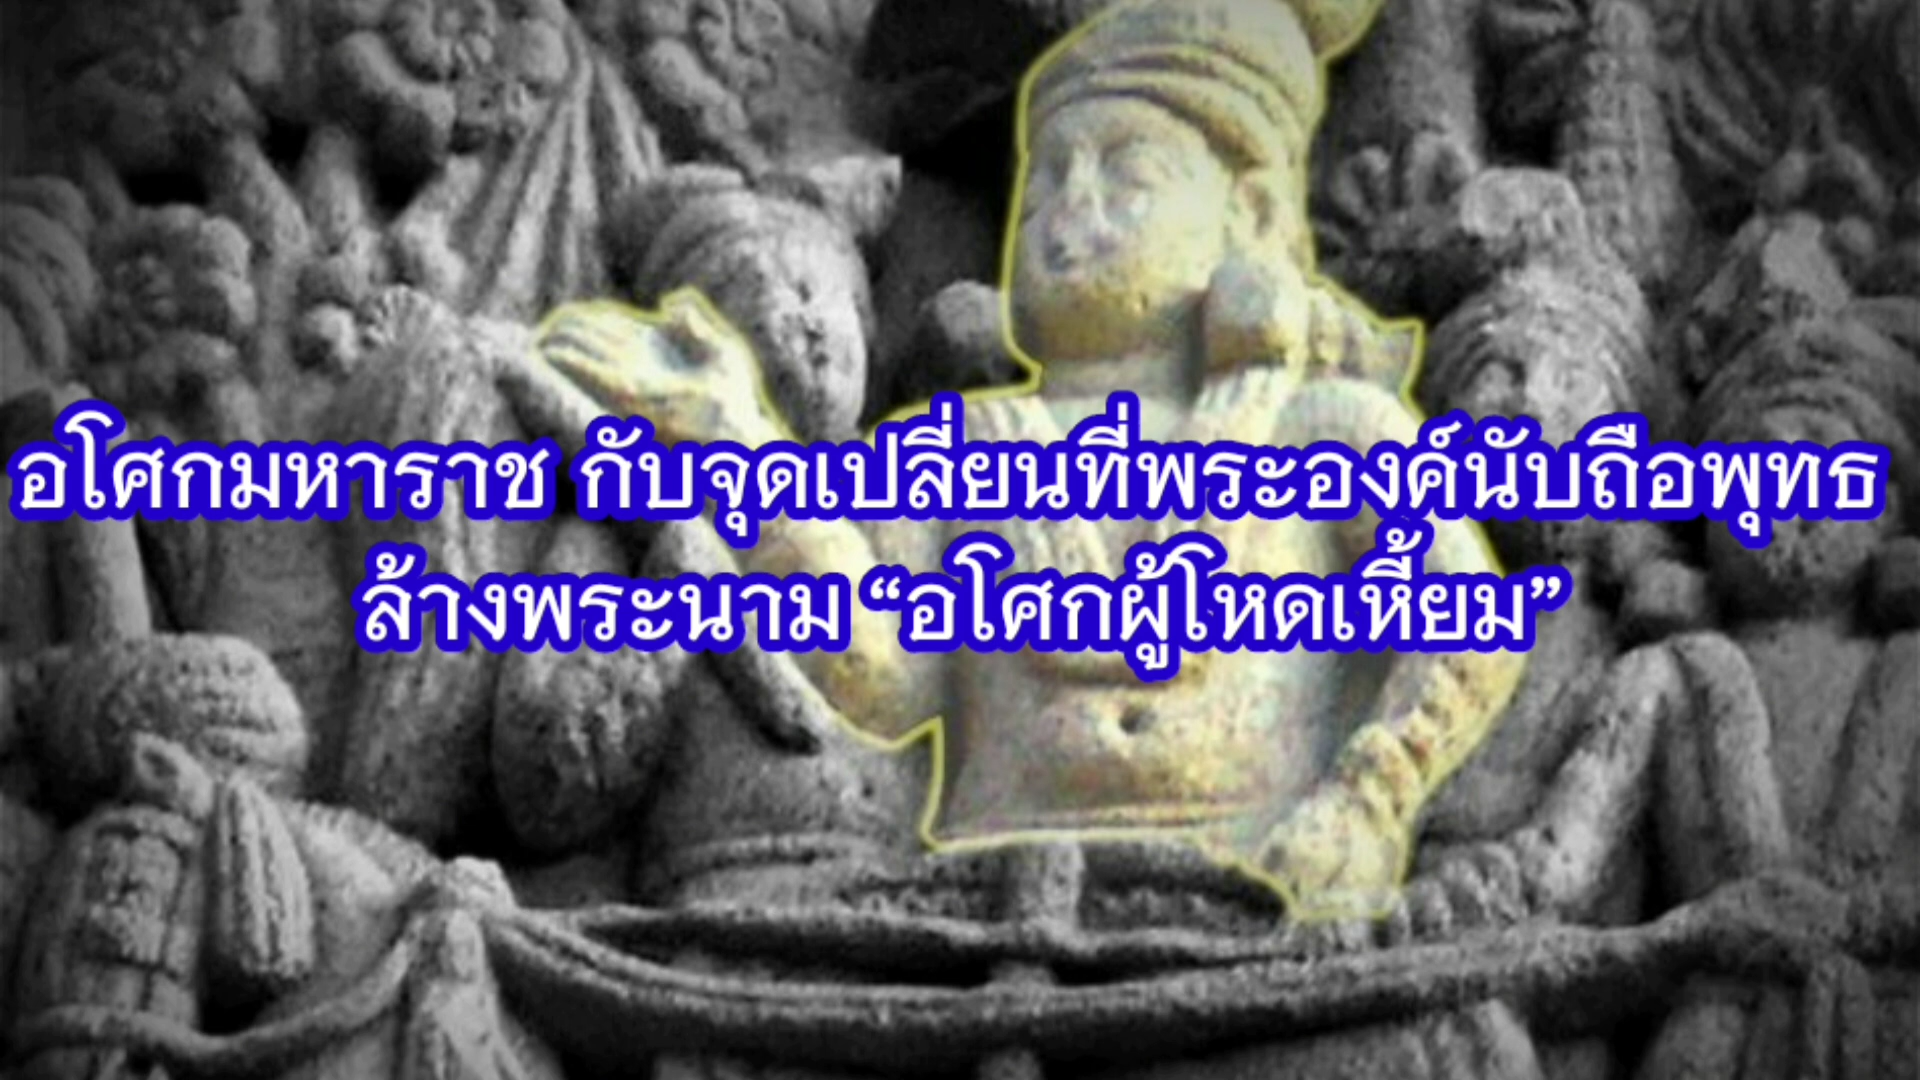 อโศกมหาราช กับจุดเปลี่ยนที่พระองค์นับถือพุทธ
ล้างพระนาม “อโศกผู้โหดเหี้ยม”